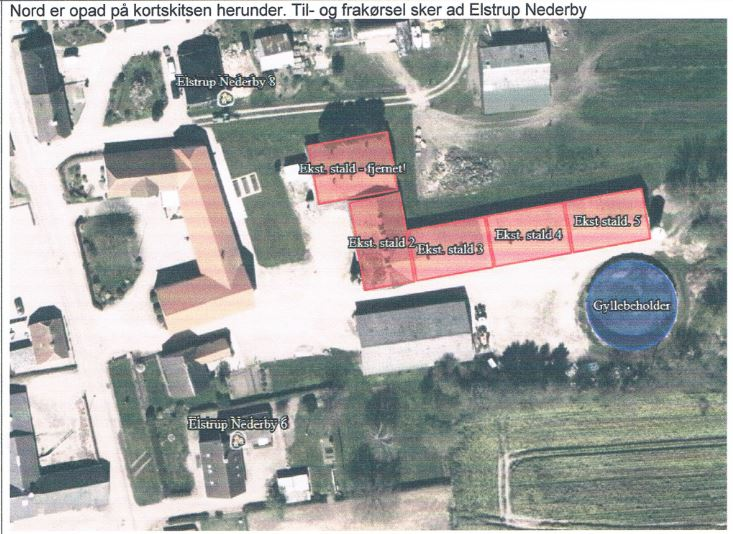 Nord er opad på kortskitsen herunder. Til- og frakørsel sker ad Elstrup Nederby
Elstrup Nederby 8
Ekst. stald - fjernet!
Ekst. stald 2
Ekst. stald 3
Ekst. stald 4
Ekst stald. 5
Gyllebeholder
Elstrup Nederby 6